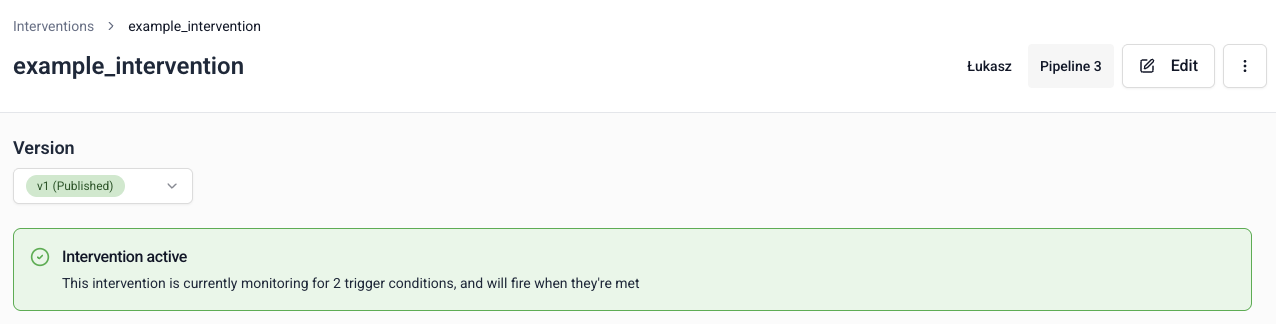 Interventions > example_intervention
example_intervention
Łukasz Pipeline 3 Edit
Version
v1 (Published)
Intervention active
This intervention is currently monitoring for 2 trigger conditions, and will fire when they're met